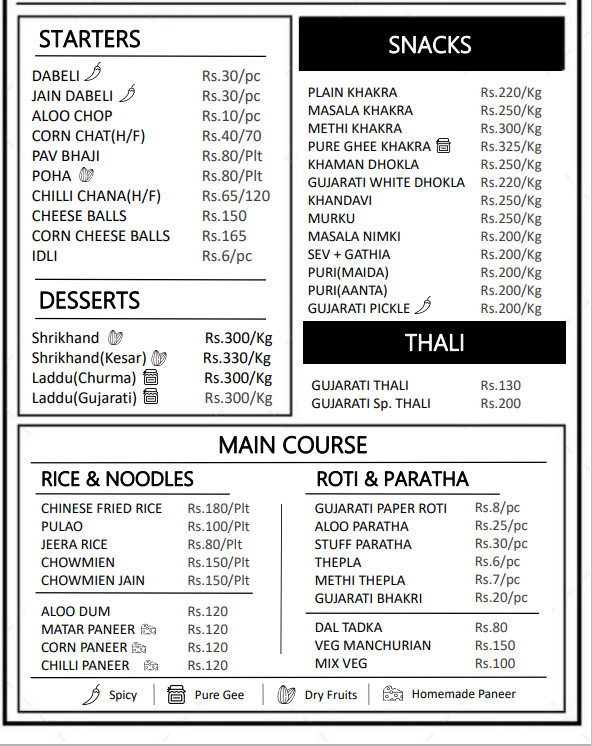 STARTERS
DABELI Rs.30/pc
JAIN DABELI Rs.30/pc
ALOO CHOP Rs.10/pc
CORN CHAT(H/F) Rs.40/70
PAV BHAJI Rs.80/Plt
POHA Rs.80/Plt
CHILLI CHANA(H/F) Rs.65/120
CHEESE BALLS Rs.150
CORN CHEESE BALLS Rs.165
IDLI Rs.6/pc
DESSERTS
Shrikhand Rs.300/Kg
Shrikhand(Kesar) Rs.330/Kg
Laddu(Churma) Rs.300/Kg
Laddu(Gujarati) Rs.300/Kg
SNACKS
PLAIN KHAKRA Rs.220/Kg
MASALA KHAKRA Rs.250/Kg
METHI KHAKRA Rs.300/Kg
PURE GHEE KHAKRA Rs.325/Kg
KHAMAN DHOKLA Rs.250/Kg
GUJARATI WHITE DHOKLA Rs.220/Kg
KHANDAVI Rs.250/Kg
MURKU Rs.250/Kg
MASALA NIMKI Rs.200/Kg
SEV + GATHIA Rs.200/Kg
PURI(MAIDA) Rs.200/Kg
PURI(AANTA) Rs.200/Kg
GUJARATI PICKLE Rs.200/Kg
THALI
GUJARATI THALI Rs.130
GUJARATI Sp. THALI Rs.200
MAIN COURSE
RICE & NOODLES
CHINESE FRIED RICE Rs.180/Plt
PULAO Rs.100/Plt
JEERA RICE Rs.80/Plt
CHOWMIEN Rs.150/Plt
CHOWMIEN JAIN Rs.150/Plt
ALOO DUM Rs.120
MATAR PANEER Rs.120
CORN PANEER Rs.120
CHILLI PANEER Rs.120
ROTI & PARATHA
GUJARATI PAPER ROTI Rs.8/pc
ALOO PARATHA Rs.25/pc
STUFF PARATHA Rs.30/pc
THEPLA Rs.6/pc
METHI THEPLA Rs.7/pc
GUJARATI BHAKRI Rs.20/pc
DAL TADKA Rs.80
VEG MANCHURIAN Rs.150
MIX VEG Rs.100
Spicy Pure Gee Dry Fruits Homemade Paneer